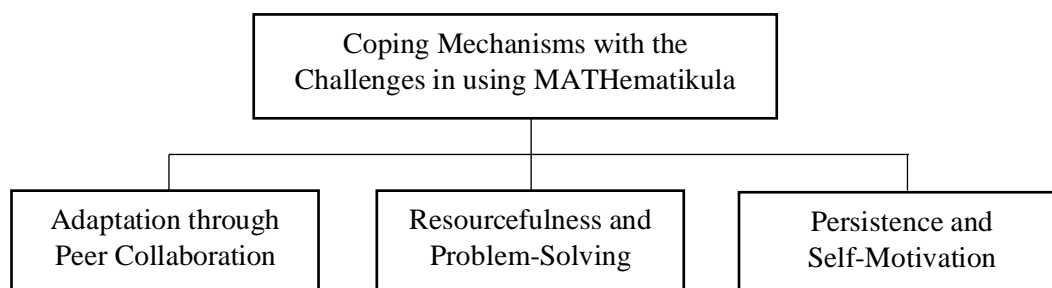 Coping Mechanisms with the
Challenges in using MATHematikula
Adaptation through
Peer Collaboration
Resourcefulness and
Problem-Solving
Persistence and
Self-Motivation